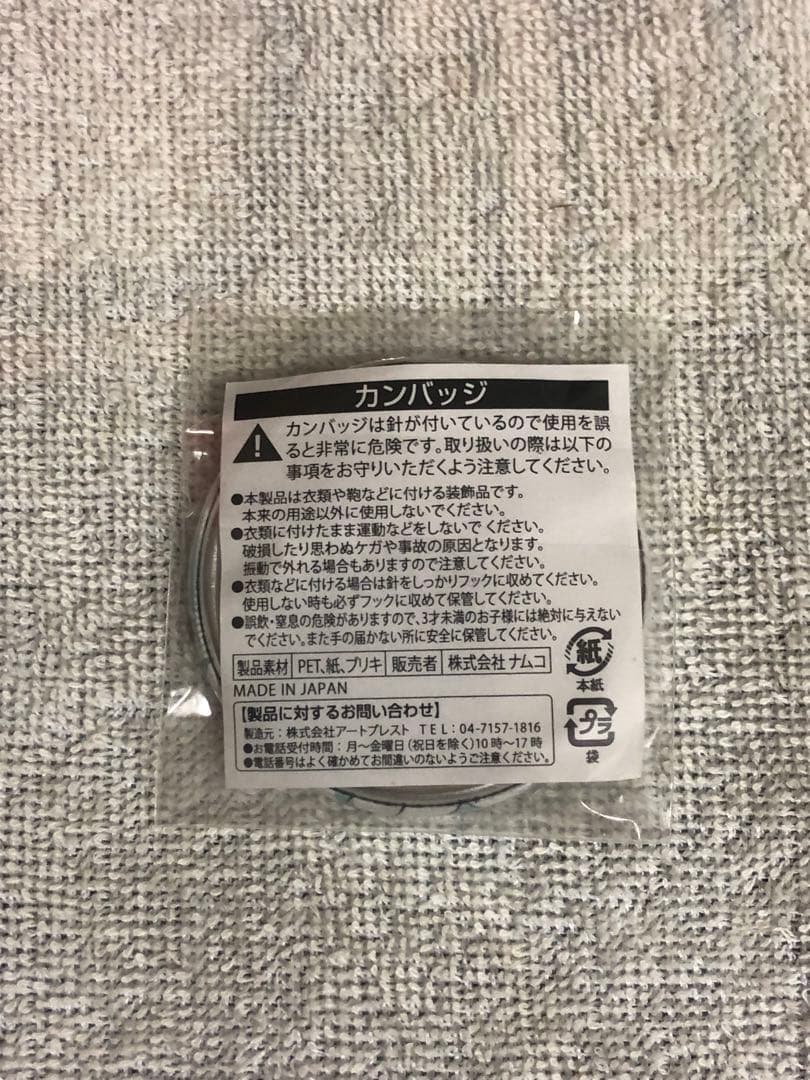 カンバッジ
!
カンバッジは針が付いているので使用を誤
ると非常に危険です。取り扱いの際は以下の
事項をお守りいただくよう注意してください。
●本製品は衣類や鞄などに付ける装飾品です。
本来の用途以外に使用しないでください。
●衣類に付けたまま運動などをしないでください。
破損したり思わぬケガや事故の原因となります。
振動で外れる場合もありますので注意してください。
●衣類などに付ける場合は針をしっかりフックに収めてください。
使用しない時も必ずフックに収めて保管してください。
●誤飲・窒息の危険がありますので、3才未満のお子様には絶対に与えない
でください。また手の届かない所に安全に保管してください。
製品素材 PET、紙、ブリキ 販売者 株式会社 ナムコ
MADE IN JAPAN
【製品に対するお問い合わせ】
製造元：株式会社アートプレスト TEL：04-7157-1816
●お電話受付時間：月～金曜日（祝日を除く）10時～17時
●電話番号はよく確かめてお間違いのないようご注意ください。
紙
本紙
プラ
袋